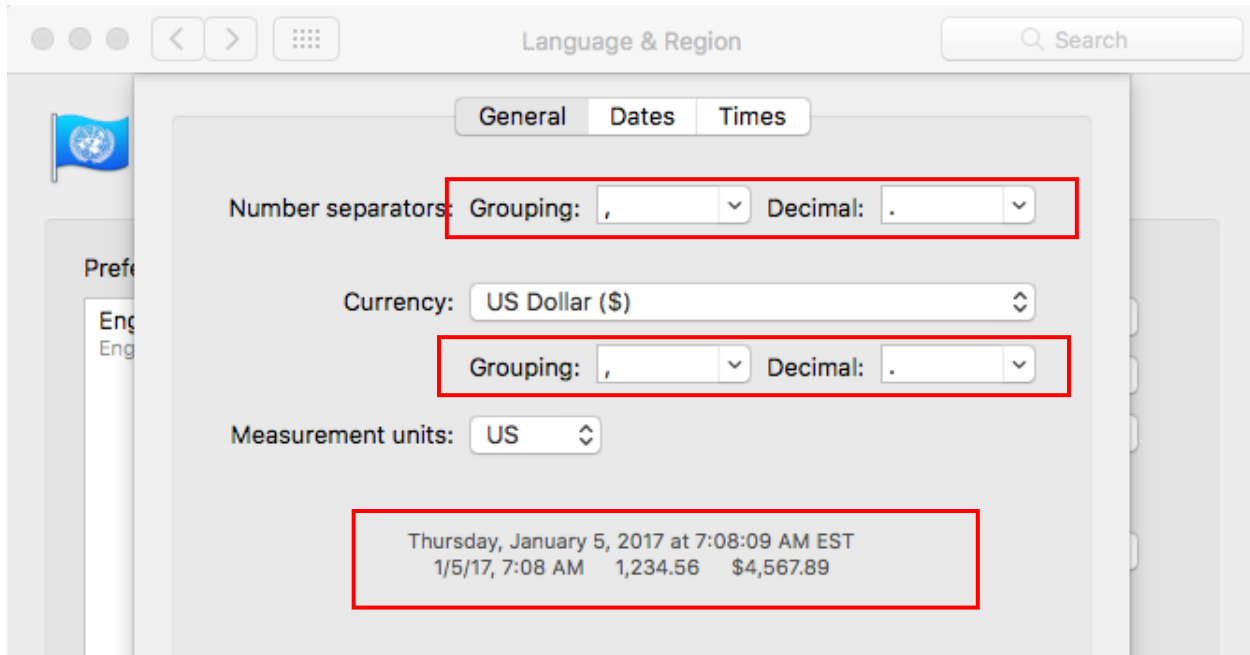 Language & Region
Search
General Dates Times
Number separators: Grouping: , Decimal: .
Prefe
Currency: US Dollar ($)
Eng
Eng
Grouping: , Decimal: .
Measurement units: US
Thursday, January 5, 2017 at 7:08:09 AM EST
1/5/17, 7:08 AM 1,234.56 $4,567.89